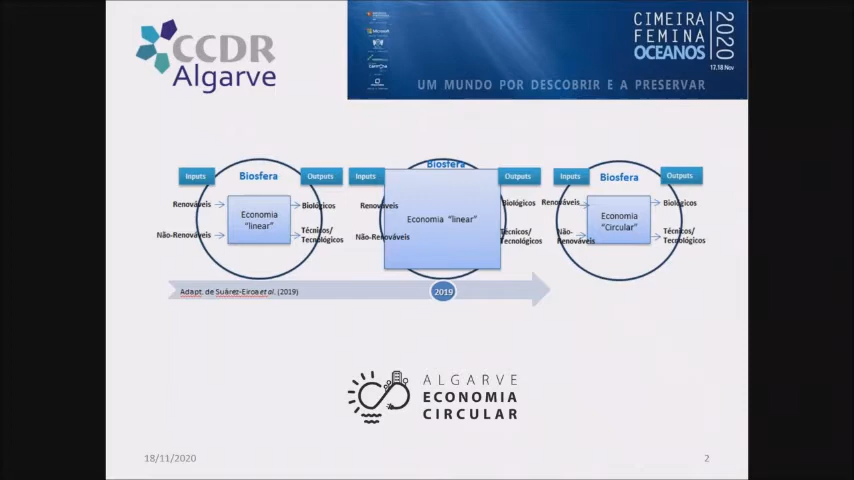 CCDR
Algarve
CIMEIRA
FEMINA
OCEANOS
2020
17.18 Nov
UM MUNDO POR DESCOBRIR E A PRESERVAR
Inputs
Biosfera
Outputs
Renováveis
Biológicos
Economia
"linear"
Não-Renováveis
Técnicos/
Tecnológicos
Inputs
Biosfera
Outputs
Renováveis
Biológicos
Economia "linear"
Não-Renováveis
Técnicos/
Tecnológicos
Inputs
Biosfera
Outputs
Renováveis
Biológicos
Economia
"Circular"
Não-
Renováveis
Técnicos/
Tecnológicos
Adapt. de Suárez-Eiroa et al. (2019)
2019
ALGARVE
ECONOMIA
CIRCULAR
18/11/2020
2